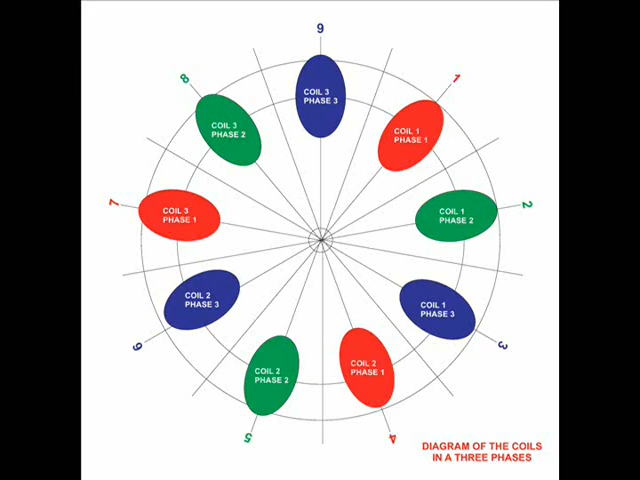 9
1
8
COIL 3
PHASE 3
COIL 3
PHASE 2
COIL 1
PHASE 1
7
2
COIL 3
PHASE 1
COIL 1
PHASE 2
COIL 2
PHASE 3
COIL 1
PHASE 3
6
3
COIL 2
PHASE 1
COIL 2
PHASE 2
5
4
DIAGRAM OF THE COILS
IN A THREE PHASES